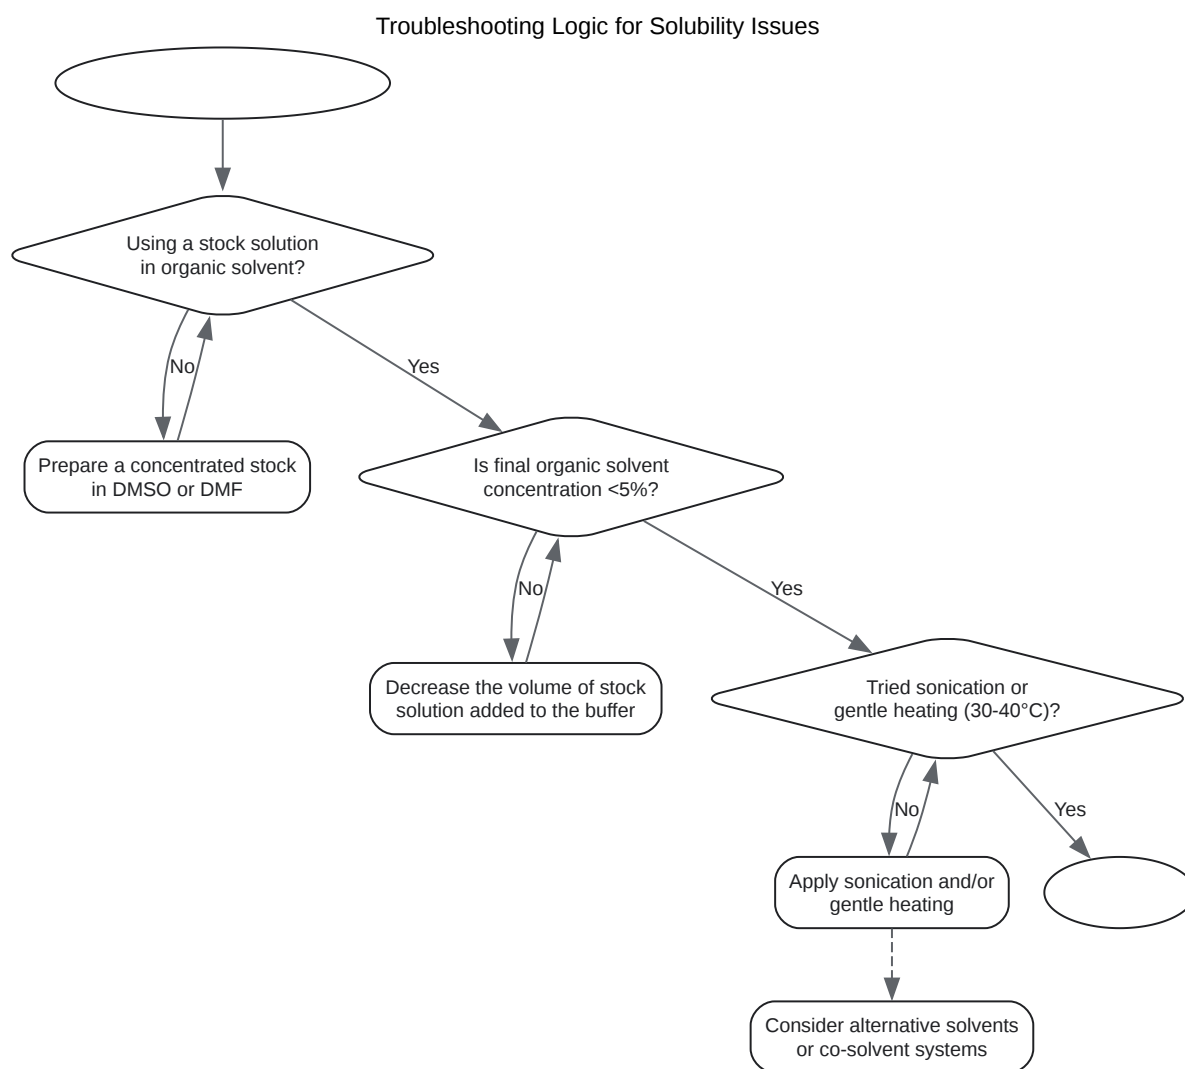 Troubleshooting Logic for Solubility Issues
Using a stock solution
in organic solvent?
No
Yes
Prepare a concentrated stock
in DMSO or DMF
Is final organic solvent
concentration <5%?
No
Yes
Decrease the volume of stock
solution added to the buffer
Tried sonication or
gentle heating (30-40°C)?
No
Yes
Apply sonication and/or
gentle heating
Consider alternative solvents
or co-solvent systems